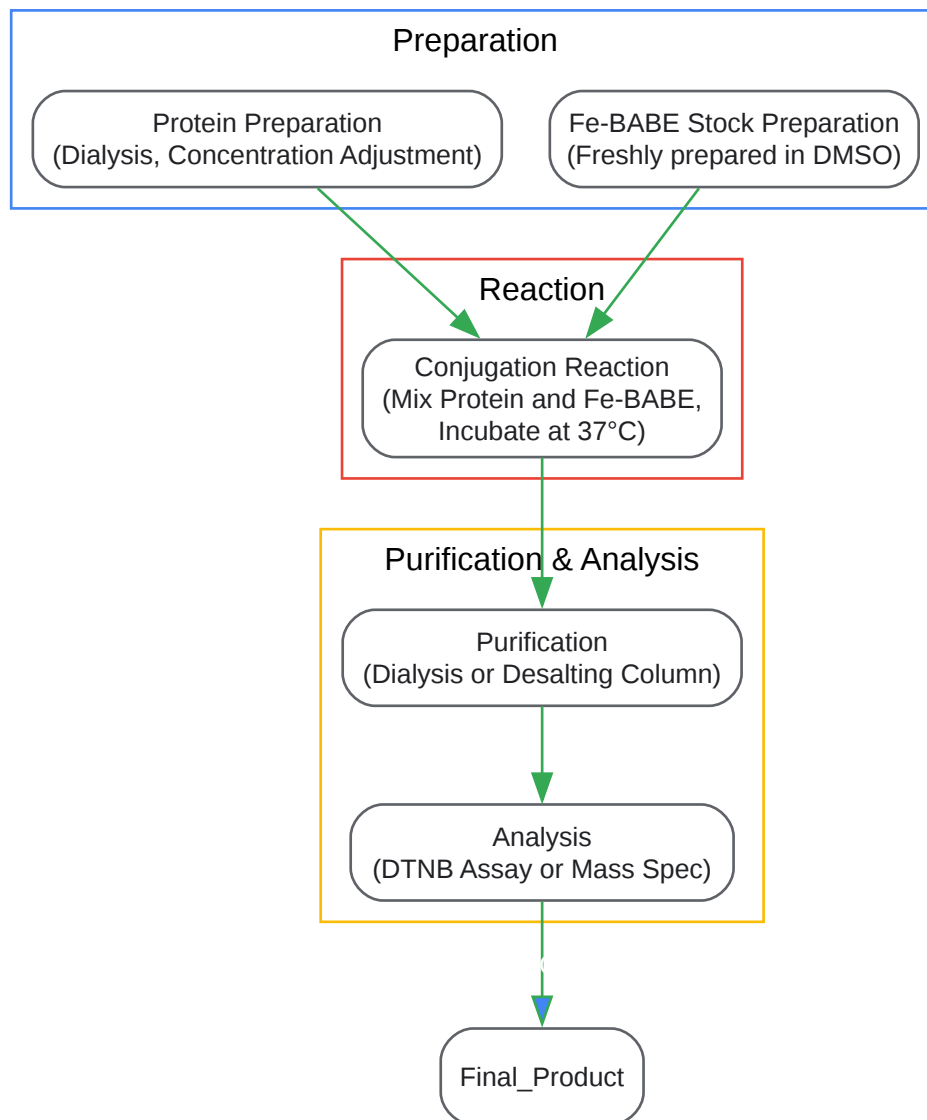 Preparation
Protein Preparation
(Dialysis, Concentration Adjustment)
Fe-BABE Stock Preparation
(Freshly prepared in DMSO)
Reaction
Conjugation Reaction
(Mix Protein and Fe-BABE,
Incubate at 37°C)
Purification & Analysis
Purification
(Dialysis or Desalting Column)
Analysis
(DTNB Assay or Mass Spec)
Final_Product